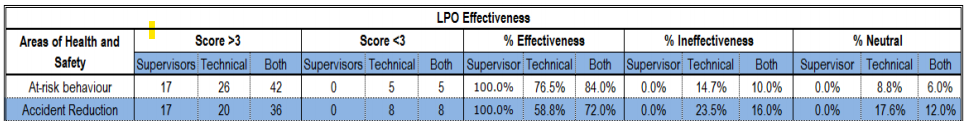 LPO Effectiveness
Areas of Health and Safety Score >3 Score <3 % Effectiveness % Ineffectiveness % Neutral
Supervisors Technical Both Supervisors Technical Both Supervisor Technical Both Supervisor Technical Both Supervisor Technical Both
At-risk behaviour 17 26 42 0 5 5 100.0% 76.5% 84.0% 0.0% 14.7% 10.0% 0.0% 8.8% 6.0%
Accident Reduction 17 20 36 0 8 8 100.0% 58.8% 72.0% 0.0% 23.5% 16.0% 0.0% 17.6% 12.0%